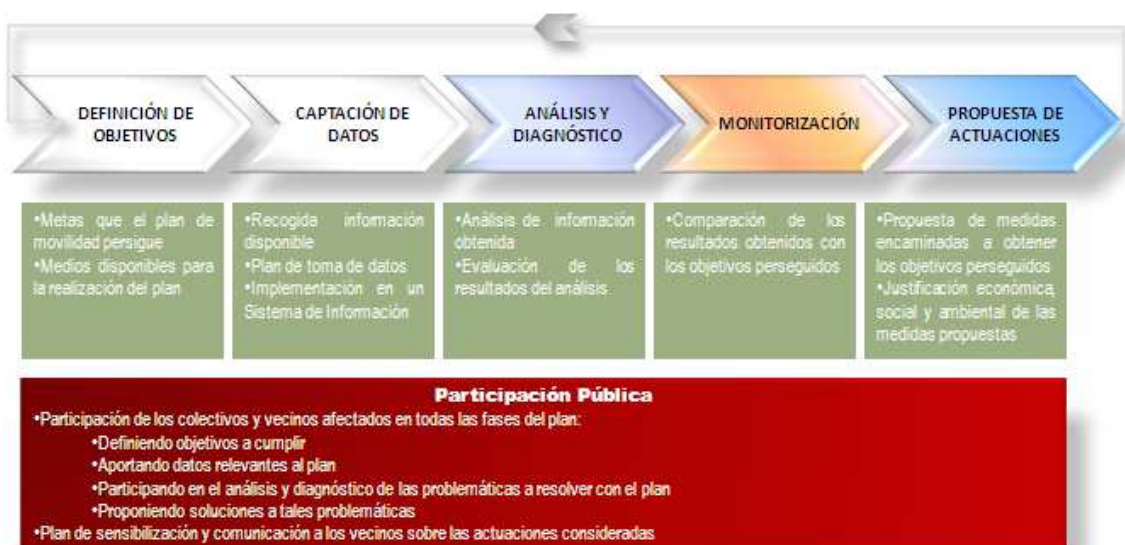 DEFINICIÓN DE
OBJETIVOS
CAPTACIÓN DE
DATOS
ANÁLISIS Y
DIAGNÓSTICO
MONITORIZACIÓN
PROPUESTA DE
ACTUACIONES
•Metas que el plan de
movilidad persigue
•Medios disponibles para
la realización del plan
•Recogida información
disponible
•Plan de toma de datos
•Implementación en un
Sistema de Información
•Análisis de información
obtenida
•Evaluación de los
resultados del análisis
•Comparación de los
resultados obtenidos con
los objetivos perseguidos
•Propuesta de medidas
encaminadas a obtener
los objetivos perseguidos
•Justificación económica,
social y ambiental de las
medidas propuestas
Participación Pública
•Participación de los colectivos y vecinos afectados en todas las fases del plan:
•Definiendo objetivos a cumplir
•Aportando datos relevantes al plan
•Participando en el análisis y diagnóstico de las problemáticas a resolver con el plan
•Proponiendo soluciones a tales problemáticas
•Plan de sensibilización y comunicación a los vecinos sobre las actuaciones consideradas